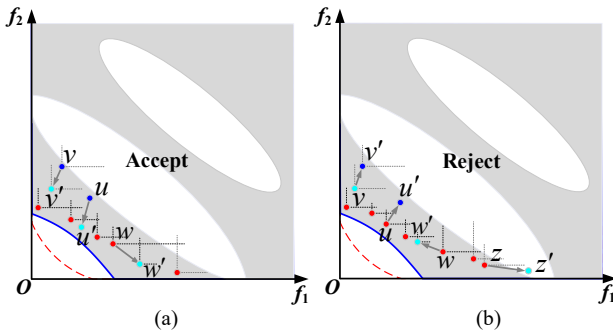 f₂
v
Accept
u
v'
u'
w
w'
O
f₁
(a)
f₂
v'
Reject
u'
v
u
w'
w
z
z'
O
f₁
(b)